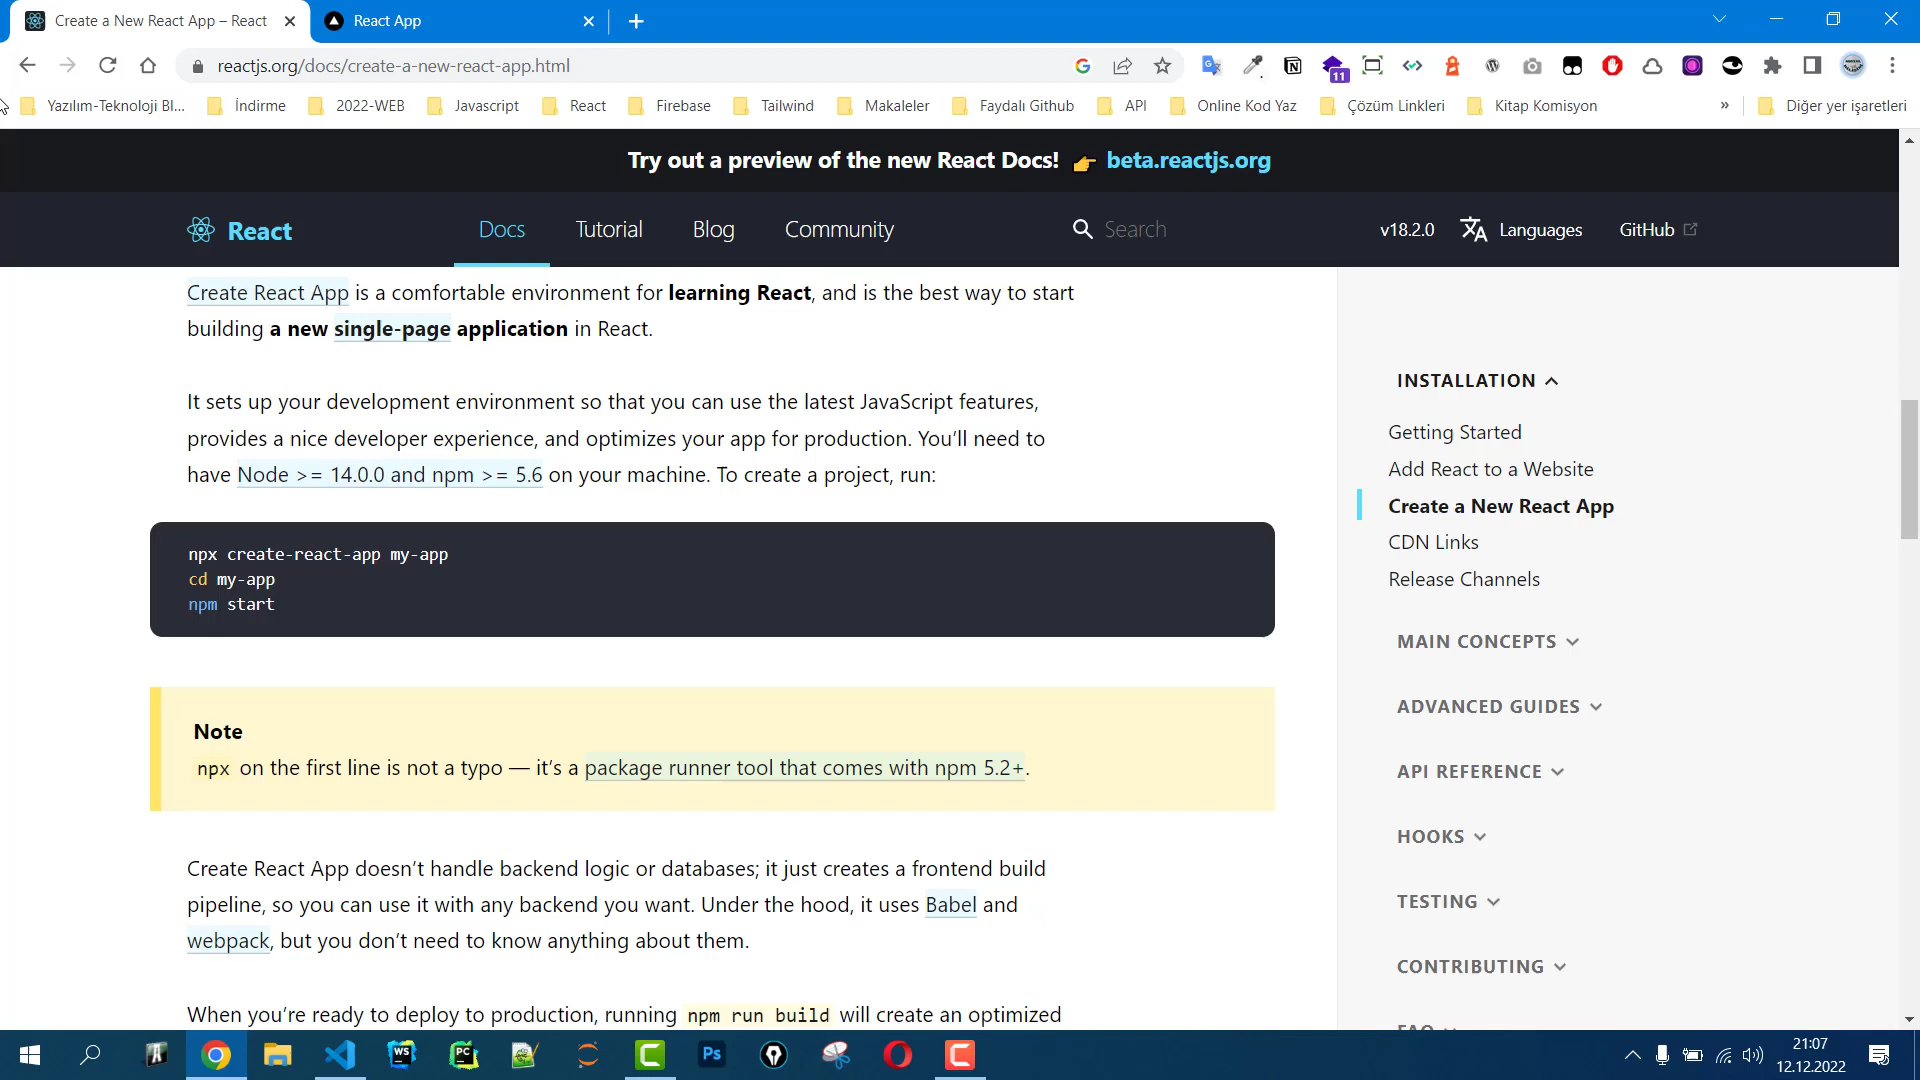 Create a New React App – React
React App
reactjs.org/docs/create-a-new-react-app.html
11
Yazılım-Teknoloji Bl...
İndirme
2022-WEB
Javascript
React
Firebase
Tailwind
Makaleler
Faydalı Github
API
Online Kod Yaz
Çözüm Linkleri
Kitap Komisyon
»
Diğer yer işaretleri
Try out a preview of the new React Docs! 👉 beta.reactjs.org
React
Docs
Tutorial
Blog
Community
Search
v18.2.0
Languages
GitHub
Create React App is a comfortable environment for learning React, and is the best way to start
building a new single-page application in React.
It sets up your development environment so that you can use the latest JavaScript features,
provides a nice developer experience, and optimizes your app for production. You’ll need to
have Node >= 14.0.0 and npm >= 5.6 on your machine. To create a project, run:
npx create-react-app my-app
cd my-app
npm start
Note
npx on the first line is not a typo — it’s a package runner tool that comes with npm 5.2+.
Create React App doesn’t handle backend logic or databases; it just creates a frontend build
pipeline, so you can use it with any backend you want. Under the hood, it uses Babel and
webpack, but you don’t need to know anything about them.
When you’re ready to deploy to production, running npm run build will create an optimized
INSTALLATION
Getting Started
Add React to a Website
Create a New React App
CDN Links
Release Channels
MAIN CONCEPTS
ADVANCED GUIDES
API REFERENCE
HOOKS
TESTING
CONTRIBUTING
FAQ
WS
PC
Ps
21:07
12.12.2022